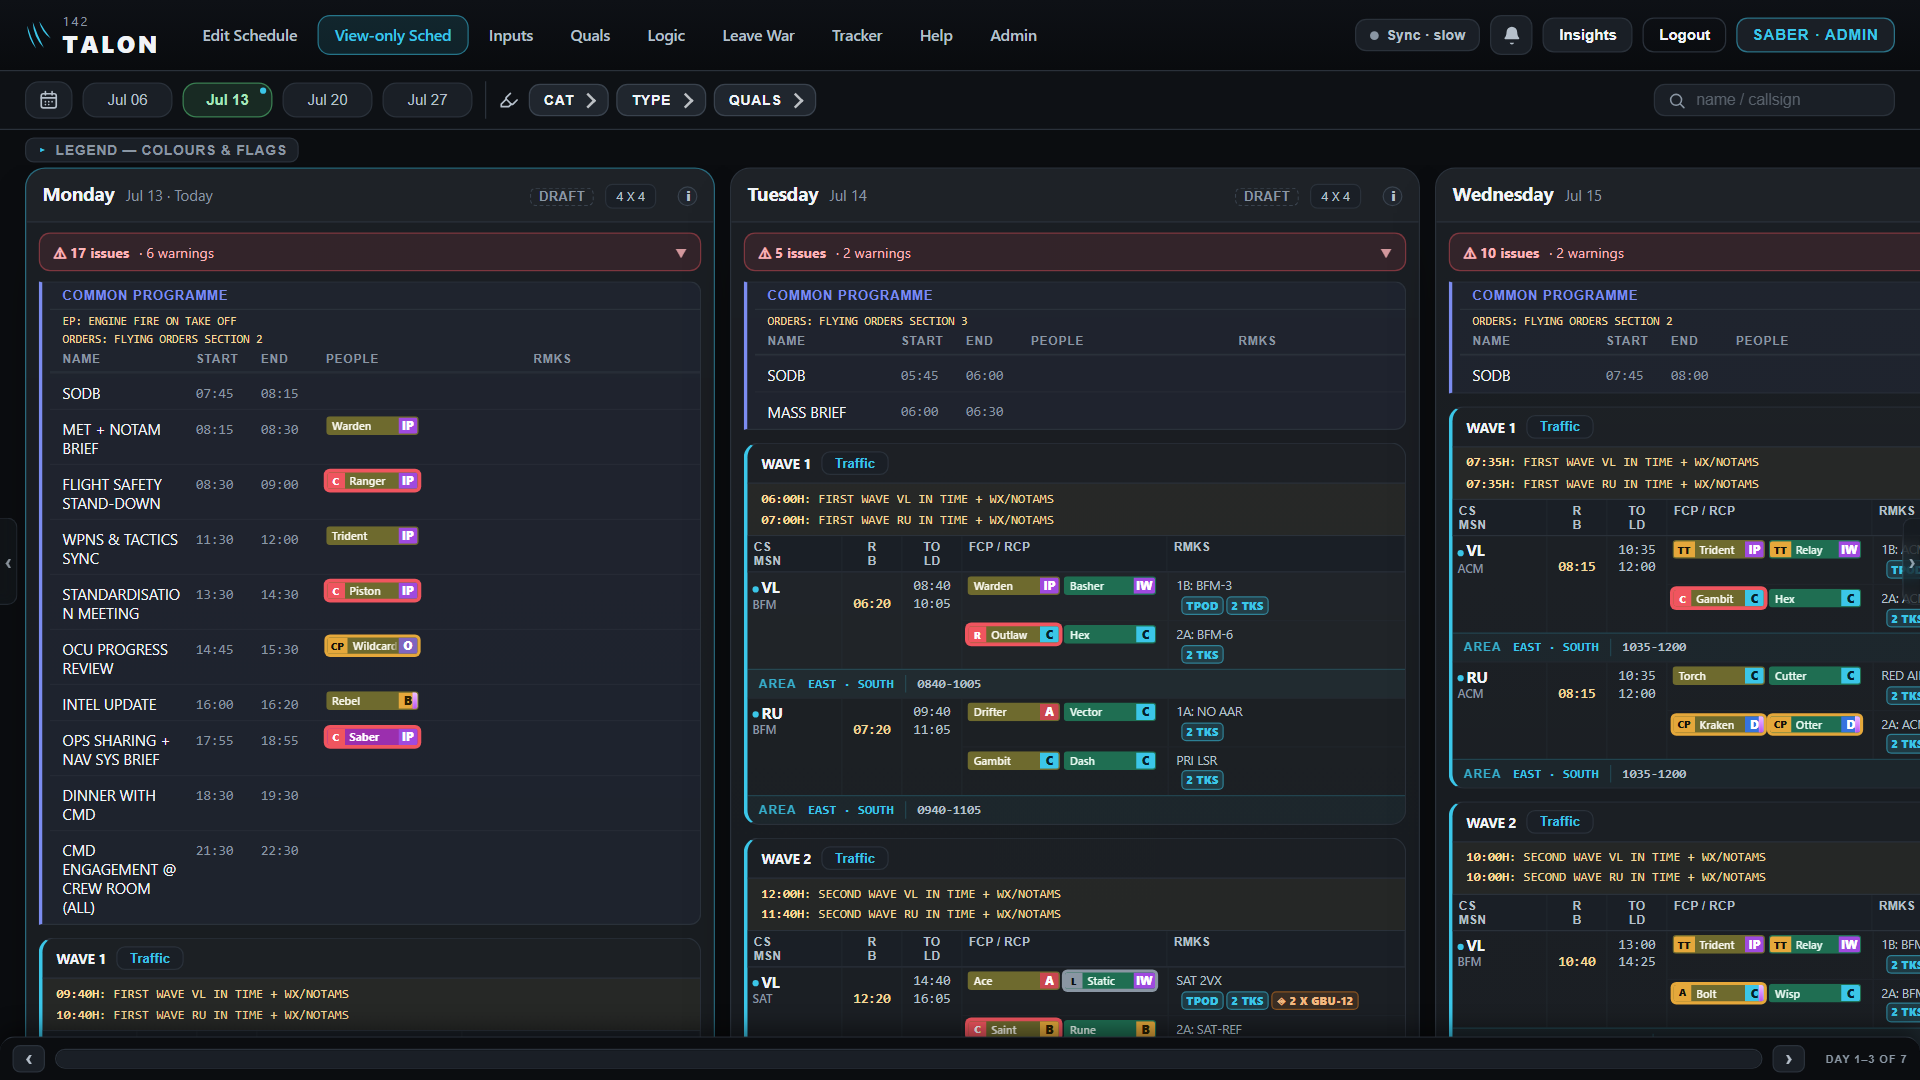 142
TALON
Edit Schedule
View-only Sched
Inputs
Quals
Logic
Leave War
Tracker
Help
Admin
Sync · slow
Insights
Logout
SABER · ADMIN
Jul 06
Jul 13
Jul 20
Jul 27
CAT
TYPE
QUALS
name / callsign
LEGEND — COLOURS & FLAGS
Monday Jul 13 · Today
DRAFT
4 X 4
17 issues · 6 warnings
COMMON PROGRAMME
EP: ENGINE FIRE ON TAKE OFF
ORDERS: FLYING ORDERS SECTION 2
NAME START END PEOPLE RMKS
SODB 07:45 08:15
MET + NOTAM BRIEF 08:15 08:30 Warden IP
FLIGHT SAFETY STAND-DOWN 08:30 09:00 C Ranger IP
WPNS & TACTICS SYNC 11:30 12:00 Trident IP
STANDARDISATIO
N MEETING 13:30 14:30 C Piston IP
OCU PROGRESS REVIEW 14:45 15:30 CP Wildcard O
INTEL UPDATE 16:00 16:20 Rebel B
OPS SHARING + NAV SYS BRIEF 17:55 18:55 C Saber IP
DINNER WITH CMD 18:30 19:30
CMD ENGAGEMENT @ CREW ROOM (ALL) 21:30 22:30
WAVE 1 Traffic
09:40H: FIRST WAVE VL IN TIME + WX/NOTAMS
10:40H: FIRST WAVE RU IN TIME + WX/NOTAMS
Tuesday Jul 14
DRAFT
4 X 4
5 issues · 2 warnings
COMMON PROGRAMME
ORDERS: FLYING ORDERS SECTION 3
NAME START END PEOPLE RMKS
SODB 05:45 06:00
MASS BRIEF 06:00 06:30
WAVE 1 Traffic
06:00H: FIRST WAVE VL IN TIME + WX/NOTAMS
07:00H: FIRST WAVE RU IN TIME + WX/NOTAMS
CS R TO FCP / RCP RMKS
MSN B LD
VL 08:40 Warden IP Basher IW 1B: BFM-3
BFM 06:20 10:05 TPOD 2 TKS
R Outlaw C Hex C 2A: BFM-6
2 TKS
AREA EAST · SOUTH 0840-1005
RU 09:40 Drifter A Vector C 1A: NO AAR
BFM 07:20 11:05 2 TKS
Gambit C Dash C PRI LSR
2 TKS
AREA EAST · SOUTH 0940-1105
WAVE 2 Traffic
12:00H: SECOND WAVE VL IN TIME + WX/NOTAMS
11:40H: SECOND WAVE RU IN TIME + WX/NOTAMS
CS R TO FCP / RCP RMKS
MSN B LD
VL 14:40 Ace A L Static IW SAT 2VX
SAT 12:20 16:05 TPOD 2 TKS 2 X GBU-12
C Saint B Rune B 2A: SAT-REF
Wednesday Jul 15
10 issues · 2 warnings
COMMON PROGRAMME
ORDERS: FLYING ORDERS SECTION 2
NAME START END PEOPLE
SODB 07:45 08:00
WAVE 1 Traffic
07:35H: FIRST WAVE VL IN TIME + WX/NOTAMS
07:35H: FIRST WAVE RU IN TIME + WX/NOTAMS
CS R TO FCP / RCP RMKS
MSN B LD
VL 10:35 TT Trident IP TT Relay IW 1B:
ACM 08:15 12:00
C Gambit C Hex C 2A:
2 TKS
AREA EAST · SOUTH 1035-1200
RU 10:35 Torch C Cutter C RED AI
ACM 08:15 12:00 2 TKS
CP Kraken D CP Otter D 2A: AC
2 TKS
AREA EAST · SOUTH 1035-1200
WAVE 2 Traffic
10:00H: SECOND WAVE VL IN TIME + WX/NOTAMS
10:00H: SECOND WAVE RU IN TIME + WX/NOTAMS
CS R TO FCP / RCP RMKS
MSN B LD
VL 13:00 TT Trident IP TT Relay IW 1B: BFM
BFM 10:40 14:25 2 TKS
A Bolt C Wisp C 2A: BFM
2 TKS
DAY 1–3 OF 7